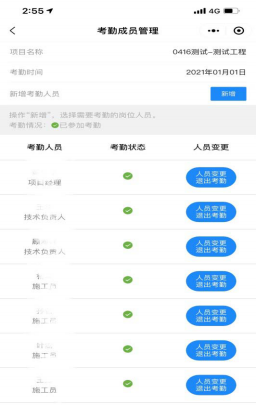 2:55
4G
考勤成员管理
项目名称 0416测试-测试工程
考勤时间 2021年01月01日
新增考勤人员 新增
操作“新增”，选择需要考勤的岗位人员。
考勤情况：已参加考勤
考勤人员 考勤状态 人员变更
项目经理 人员变更 退出考勤
技术负责人 人员变更 退出考勤
技术负责人 人员变更 退出考勤
施工员 人员变更 退出考勤
施工员 人员变更 退出考勤
施工员 人员变更 退出考勤
施工员 人员变更 退出考勤